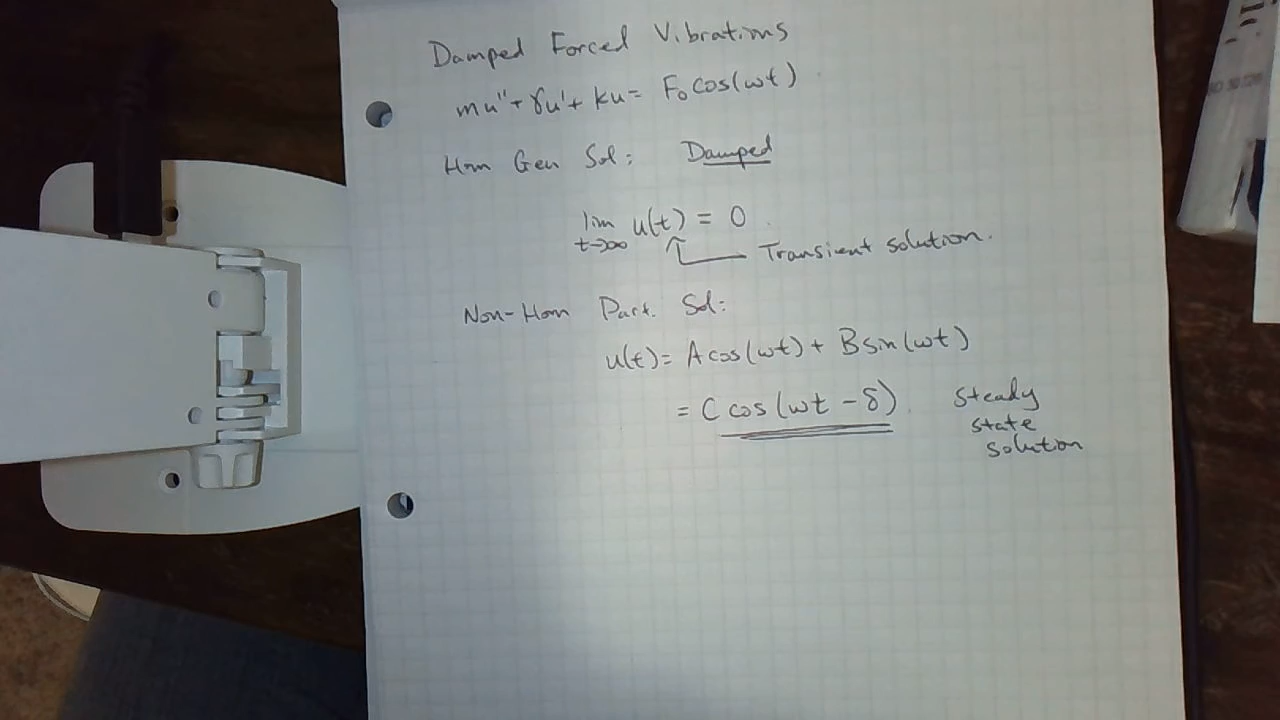 Damped Forced Vibrations
mu'' + γu' + ku = F₀cos(ωt)
Hom Gen Sol: Damped
lim u(t) = 0
t→∞
Transient solution.
Non-Hom Part. Sol:
u(t) = A cos(ωt) + B sin(ωt)
= C cos(ωt - δ). steady
state
solution